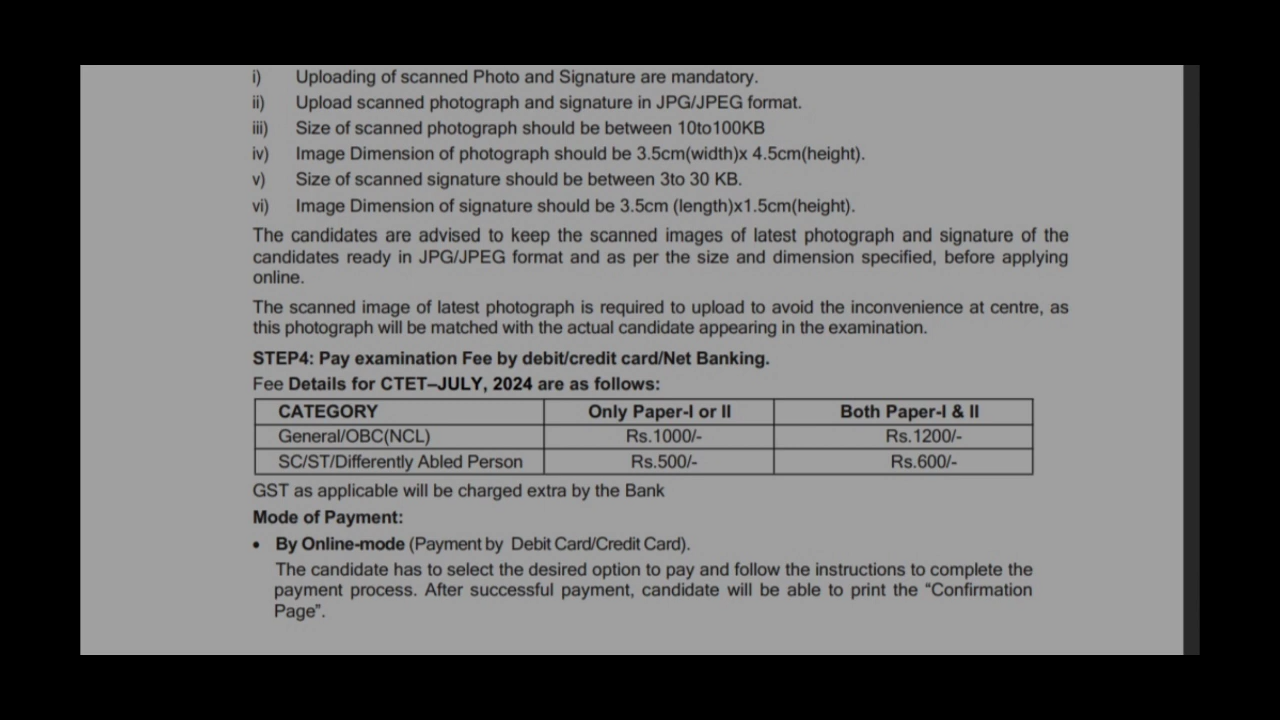 i) Uploading of scanned Photo and Signature are mandatory.
ii) Upload scanned photograph and signature in JPG/JPEG format.
iii) Size of scanned photograph should be between 10to100KB
iv) Image Dimension of photograph should be 3.5cm(width)x 4.5cm(height).
v) Size of scanned signature should be between 3to 30 KB.
vi) Image Dimension of signature should be 3.5cm (length)x1.5cm(height).
The candidates are advised to keep the scanned images of latest photograph and signature of the
candidates ready in JPG/JPEG format and as per the size and dimension specified, before applying
online.
The scanned image of latest photograph is required to upload to avoid the inconvenience at centre, as
this photograph will be matched with the actual candidate appearing in the examination.
STEP4: Pay examination Fee by debit/credit card/Net Banking.
Fee Details for CTET–JULY, 2024 are as follows:
CATEGORY Only Paper-I or II Both Paper-I & II
General/OBC(NCL) Rs.1000/- Rs.1200/-
SC/ST/Differently Abled Person Rs.500/- Rs.600/-
GST as applicable will be charged extra by the Bank
Mode of Payment:
• By Online-mode (Payment by Debit Card/Credit Card).
The candidate has to select the desired option to pay and follow the instructions to complete the
payment process. After successful payment, candidate will be able to print the “Confirmation
Page”.